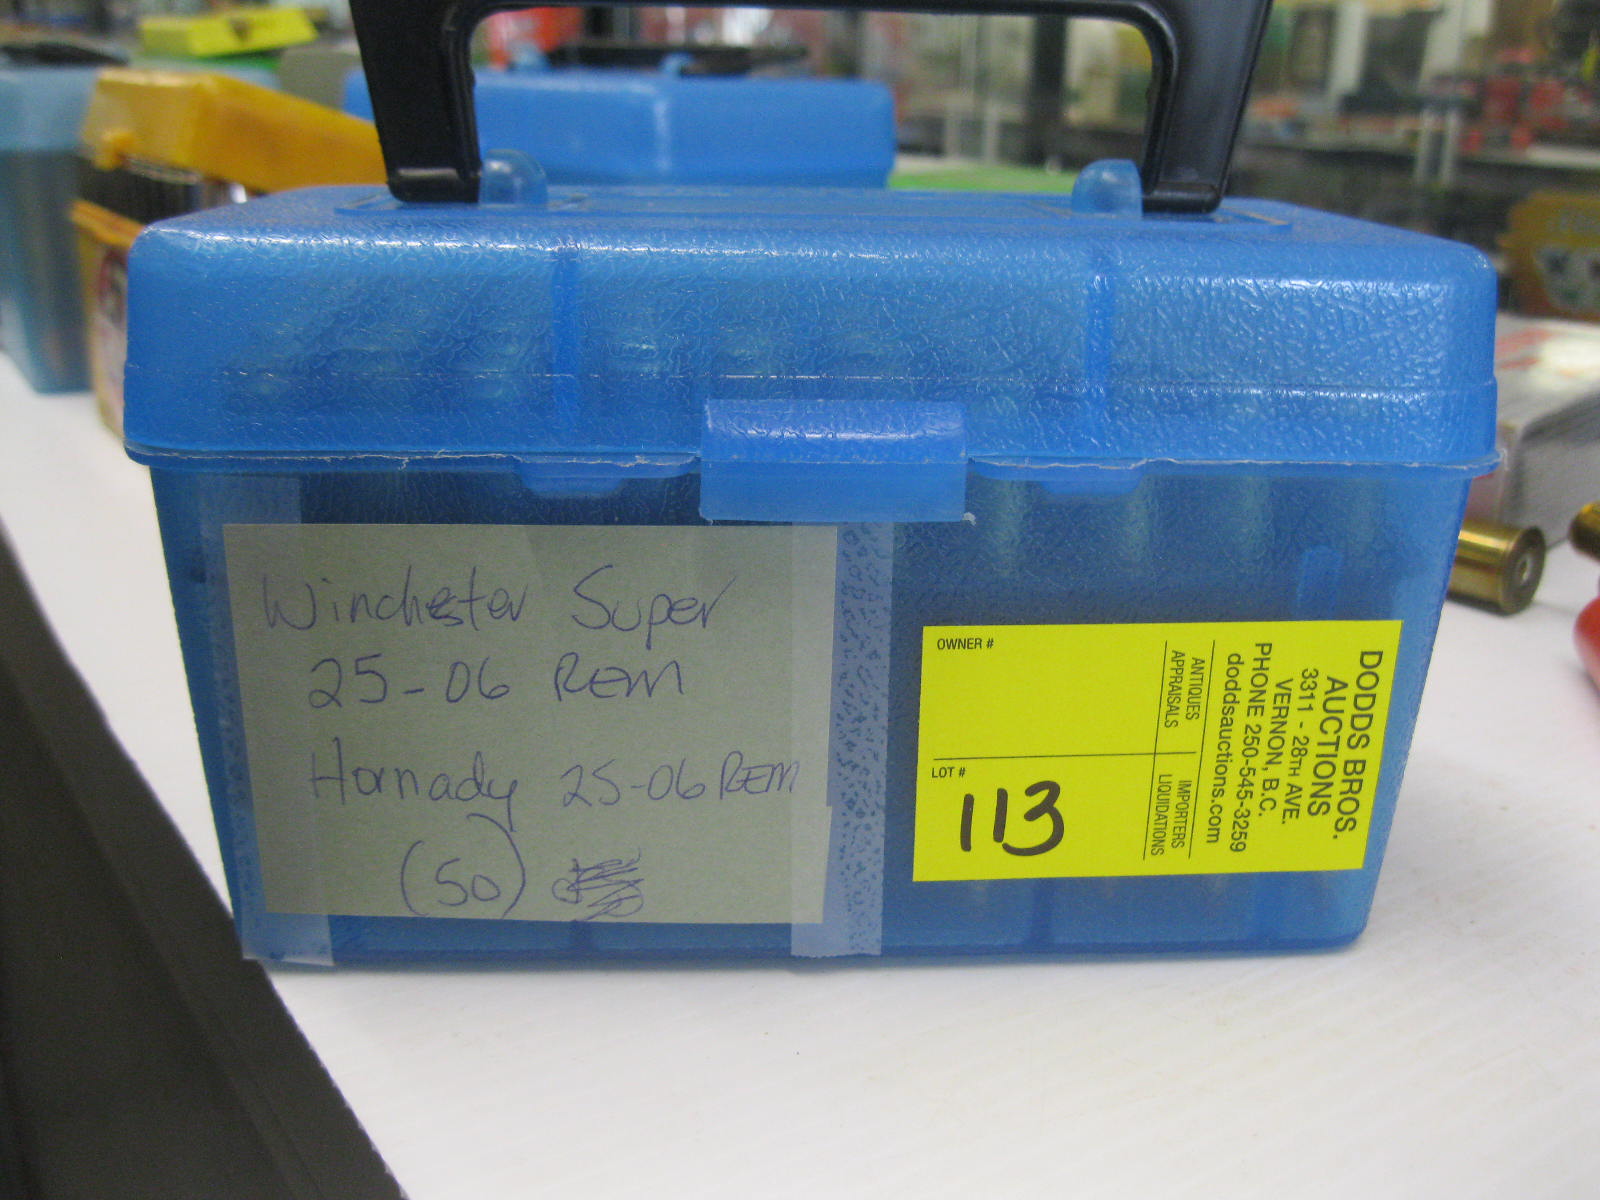 Winchester Super
25-06 REM
Hornady 25-06 REM
(50)
OWNER #
LOT #
113
ANTIQUES
APPRAISALS
IMPORTERS
LIQUIDATIONS
DODDS BROS.
AUCTIONS
3311 - 28TH AVE.
VERNON, B.C.
PHONE 250-545-3259
doddsauctions.com